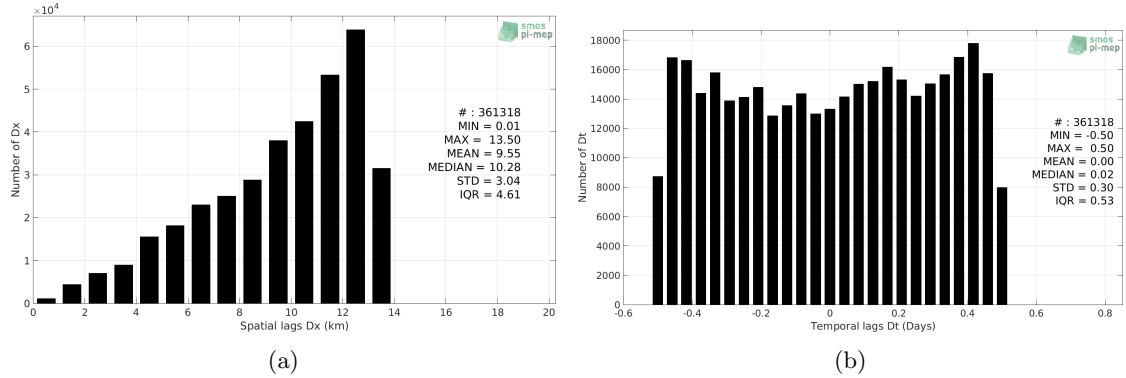 ×10⁴
6
5
4
3
2
1
0
Number of Dx
0 2 4 6 8 10 12 14 16 18 20
Spatial lags Dx (km)
smos
pi-mep
# : 361318
MIN = 0.01
MAX = 13.50
MEAN = 9.55
MEDIAN = 10.28
STD = 3.04
IQR = 4.61
(a)
18000
16000
14000
12000
10000
8000
6000
4000
2000
0
Number of Dt
-0.6 -0.4 -0.2 0 0.2 0.4 0.6 0.8
Temporal lags Dt (Days)
smos
pi-mep
# : 361318
MIN = -0.50
MAX = 0.50
MEAN = 0.00
MEDIAN = 0.02
STD = 0.30
IQR = 0.53
(b)